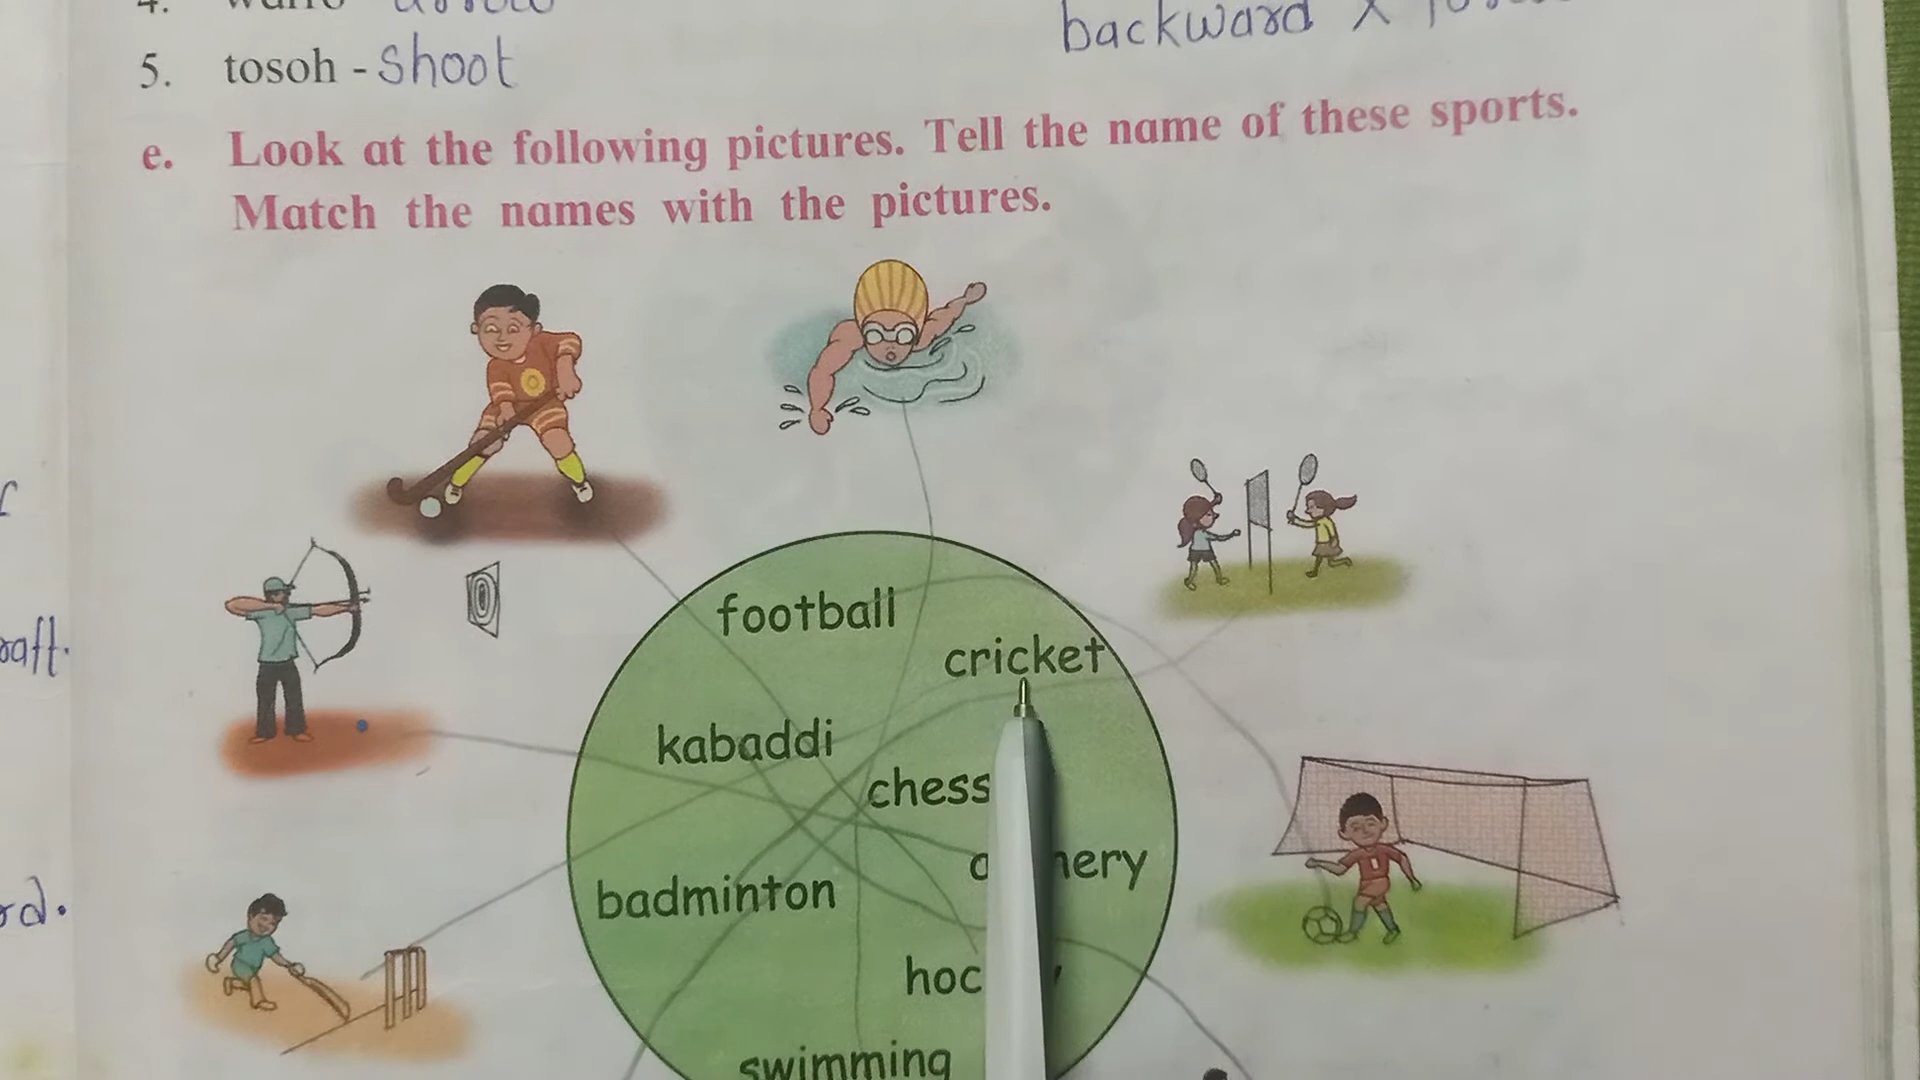 4.
backward X
5. tosoh - shoot
e. Look at the following pictures. Tell the name of these sports.
Match the names with the pictures.
football
cricket
kabaddi
chess
badminton
swimming